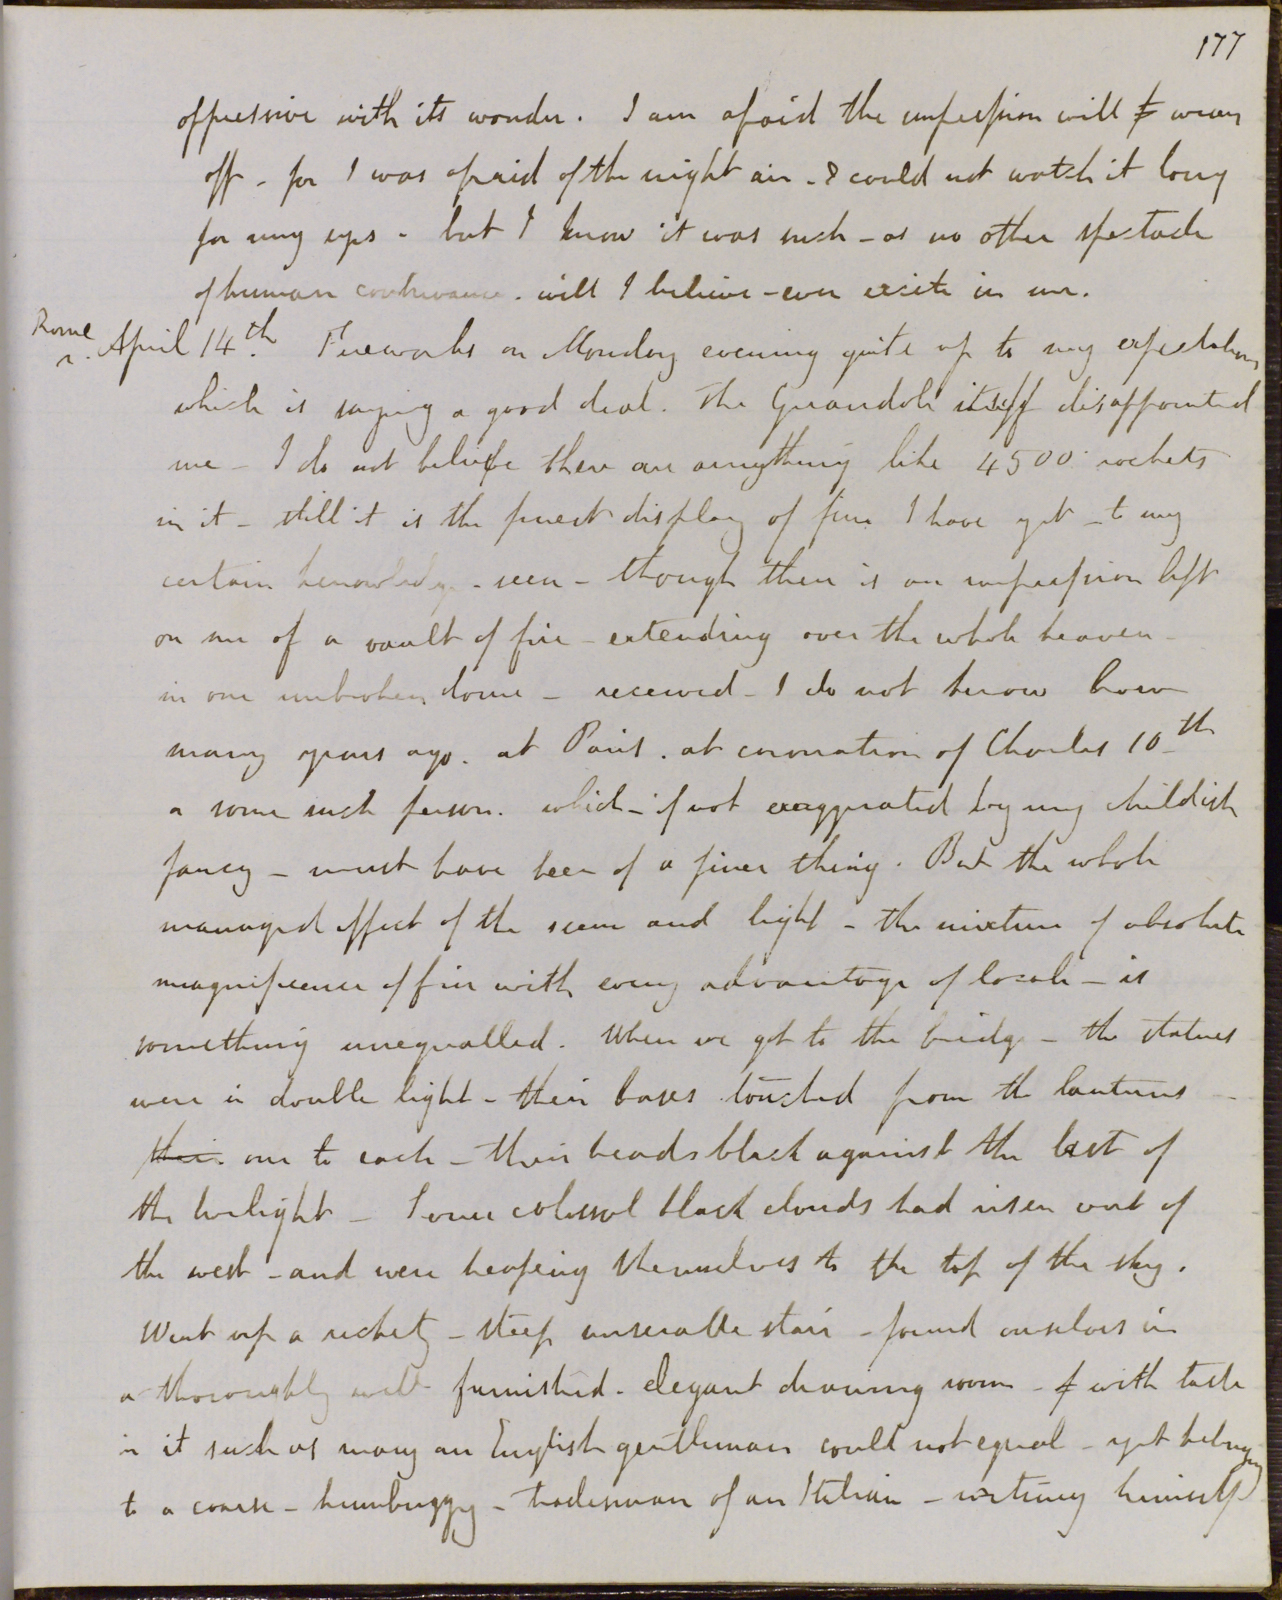 177
oppressive with its wonder. I am afraid the impression will wear
off - for I was afraid of the night air - I could not watch it long
for my eyes - but I know it was such - as no other spectacle
of human contrivance. will I believe - ever excite in me.
Rome
April 14th. Fireworks on Monday evening quite up to my expectations
which is saying a good deal. The Girandole itself disappointed
me - I do not believe there are anything like 4500 rockets
in it - still it is the finest display of fire I have yet - to my
certain knowledge - seen - though there is an impression left
on me of a vault of fire - extending over the whole heaven -
in one unbroken dome - received - I do not know how
many years ago. at Paris. at coronation of Charles 10th
or some such person. which - if not exaggerated by my childish
fancy - must have been of a finer thing. But the whole
managed effect of the scene and light - the mixture of absolute
magnificence of fire with every advantage of locale - is
something unequalled. When we got to the bridge - the statues
were in double light - their bases touched from the lanterns -
their one to each - their heads black against the last of
the twilight - Some colossal black clouds had risen out of
the west - and were heaping themselves to the top of the sky.
Went up a rickety - steep miserable stair - found ourselves in
a thoroughly well furnished - elegant drawing room - with taste
in it such as many an English gentleman could not equal - yet belonging
to a coarse - humbuggy - tradesman of an Italian - writing himself